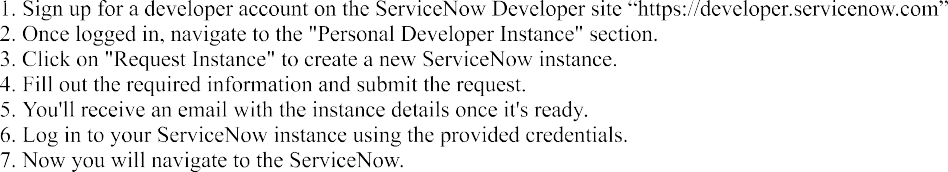 1. Sign up for a developer account on the ServiceNow Developer site “https://developer.servicenow.com”
2. Once logged in, navigate to the "Personal Developer Instance" section.
3. Click on "Request Instance" to create a new ServiceNow instance.
4. Fill out the required information and submit the request.
5. You'll receive an email with the instance details once it's ready.
6. Log in to your ServiceNow instance using the provided credentials.
7. Now you will navigate to the ServiceNow.